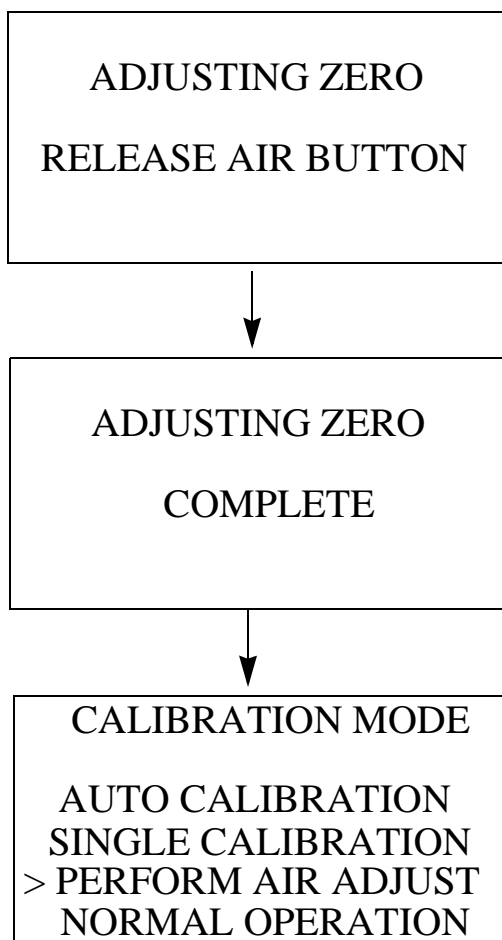 ADJUSTING ZERO
RELEASE AIR BUTTON
ADJUSTING ZERO
COMPLETE
CALIBRATION MODE
AUTO CALIBRATION
SINGLE CALIBRATION
> PERFORM AIR ADJUST
NORMAL OPERATION